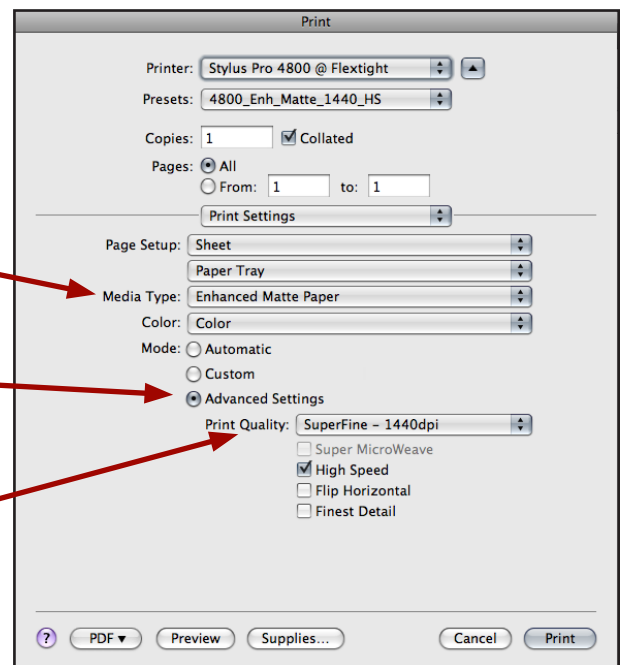 Print
Printer: Stylus Pro 4800 @ Flextight
Presets: 4800_Enh_Matte_1440_HS
Copies: 1 Collated
Pages: All
From: 1 to: 1
Print Settings
Page Setup: Sheet
Paper Tray
Media Type: Enhanced Matte Paper
Color: Color
Mode: Automatic
Custom
Advanced Settings
Print Quality: SuperFine – 1440dpi
Super MicroWeave
High Speed
Flip Horizontal
Finest Detail
? PDF ▾ Preview Supplies... Cancel Print